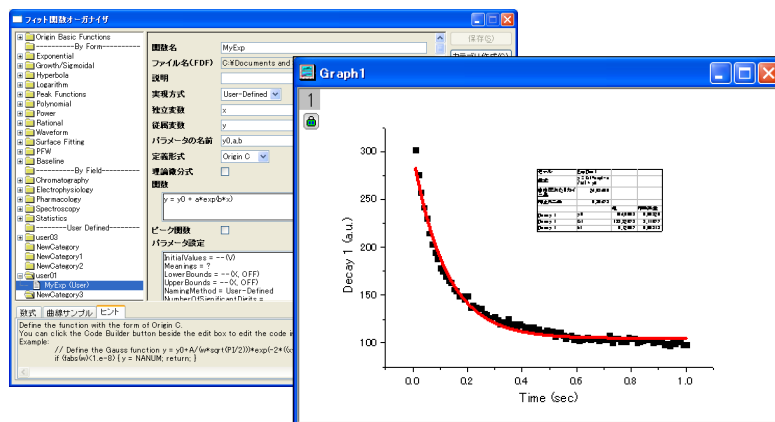 フィット関数オーガナイザ
Origin Basic Functions
----------By Form----------
Exponential
Growth/Sigmoidal
Hyperbola
Logarithm
Peak Functions
Polynomial
Power
Rational
Waveform
Surface Fitting
PFW
Baseline
----------By Field----------
Chromatography
Electrophysiology
Pharmacology
Spectroscopy
Statistics
--------User Defined--------
user03
NewCategory
NewCategory1
NewCategory2
user01
MyExp (User)
NewCategory3
関数名 MyExp
ファイル名(FDF) C:¥Documents and
説明
実現方式 User-Defined
独立変数 x
従属変数 y
パラメータの名前 y0,a,b
定義形式 Origin C
理論微分式
関数
y = y0 + a*exp(b*x)
ピーク関数
パラメータ設定
InitialValues = --(V)
Meanings = ?
LowerBounds = --(X, OFF)
UpperBounds = --(X, OFF)
NamingMethod = User-Defined
NumberOfSignificantDigits =
保存(S)
数式 曲線サンプル ヒント
Define the function with the form of Origin C.
You can click the Code Builder button beside the edit box to edit the code i
Example:
// Define the Gauss function y = y0+A/(w*sqrt(PI/2))*exp(-2*((x
if (fabs(w)<1.e-8) { y = NANUM; return; }
Graph1
1
300
250
200
150
100
Decay 1 (a.u.)
0.0 0.2 0.4 0.6 0.8 1.0
Time (sec)